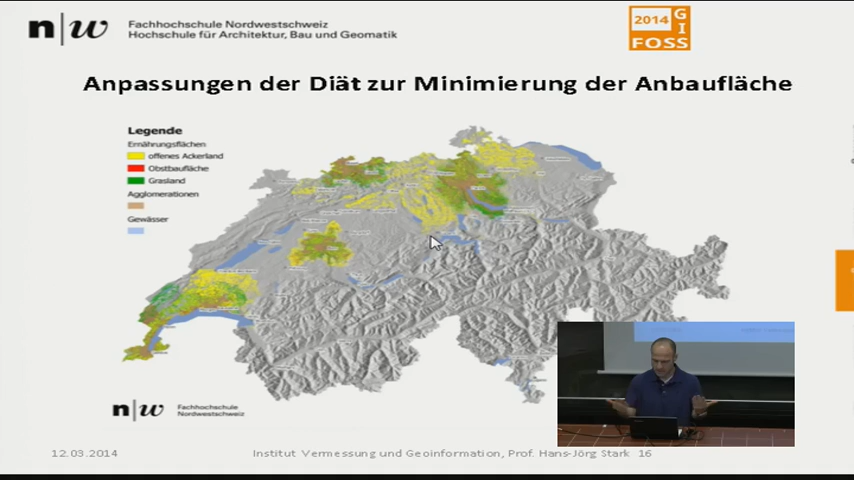 n|w
Fachhochschule Nordwestschweiz
Hochschule für Architektur, Bau und Geomatik
2014
GI
FOSS
Anpassungen der Diät zur Minimierung der Anbaufläche
Legende
Ernährungsflächen
offenes Ackerland
Obstbaufläche
Grasland
Agglomerationen
Gewässer
n|w
Fachhochschule
Nordwestschweiz
12.03.2014
Institut Vermessung und Geoinformation, Prof. Hans-Jörg Stark 16